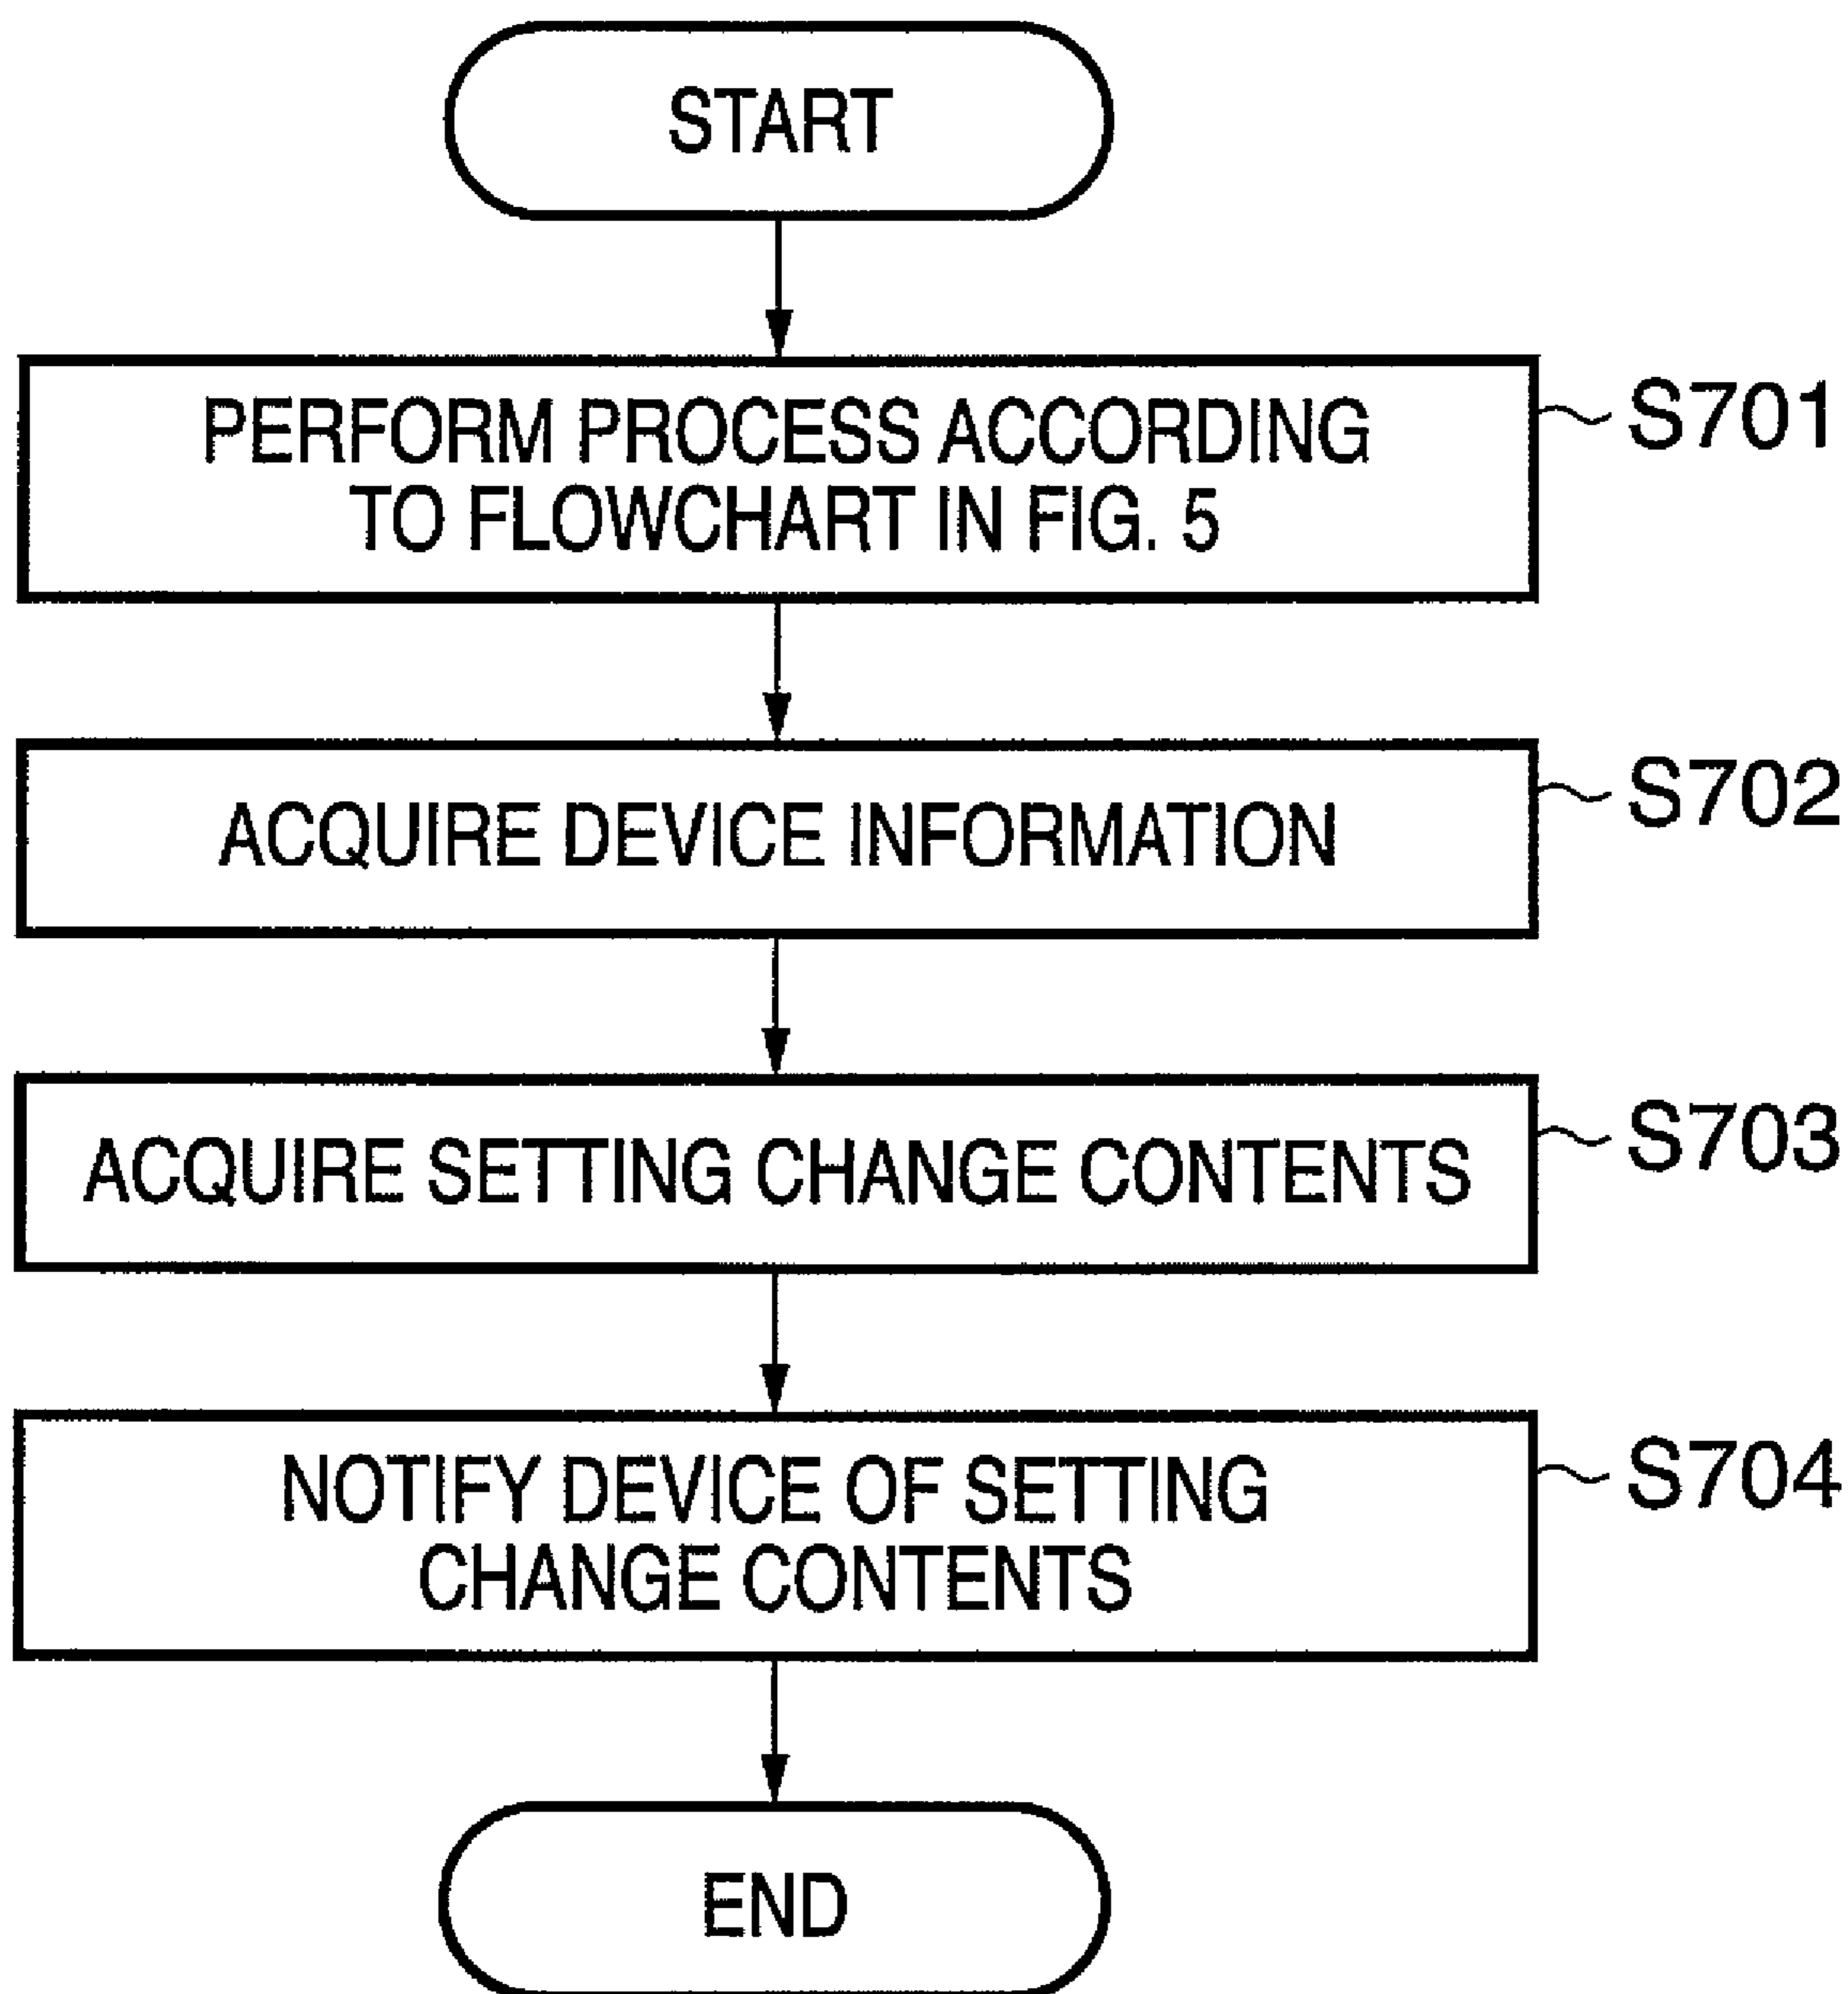 START
PERFORM PROCESS ACCORDING
TO FLOWCHART IN FIG. 5
S701
ACQUIRE DEVICE INFORMATION
S702
ACQUIRE SETTING CHANGE CONTENTS
S703
NOTIFY DEVICE OF SETTING
CHANGE CONTENTS
S704
END